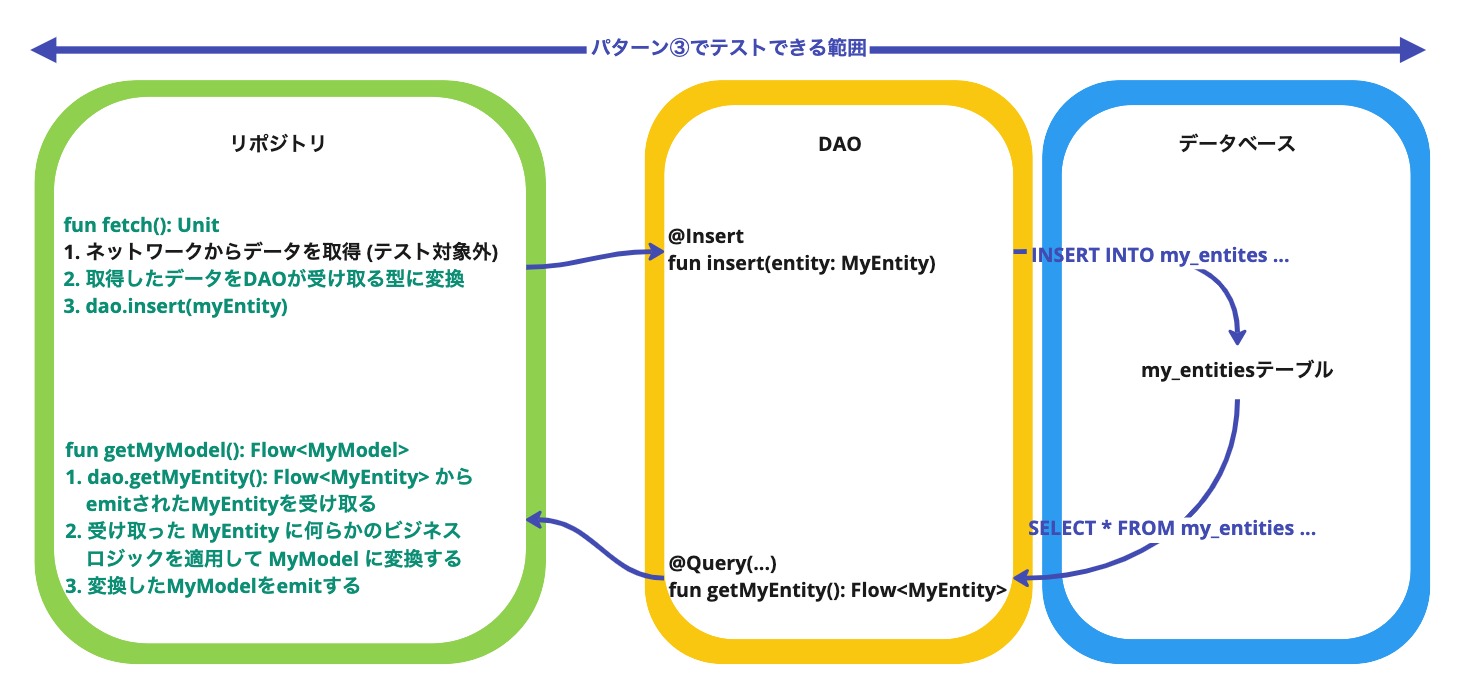 パターン③でテストできる範囲
リポジトリ
fun fetch(): Unit
1. ネットワークからデータを取得 (テスト対象外)
2. 取得したデータをDAOが受け取る型に変換
3. dao.insert(myEntity)
fun getMyModel(): Flow<MyModel>
1. dao.getMyEntity(): Flow<MyEntity> から
emitされたMyEntityを受け取る
2. 受け取った MyEntity に何らかのビジネス
ロジックを適用して MyModel に変換する
3. 変換したMyModelをemitする
DAO
@Insert
fun insert(entity: MyEntity)
@Query(...)
fun getMyEntity(): Flow<MyEntity>
データベース
INSERT INTO my_entites ...
my_entitiesテーブル
SELECT * FROM my_entities ...